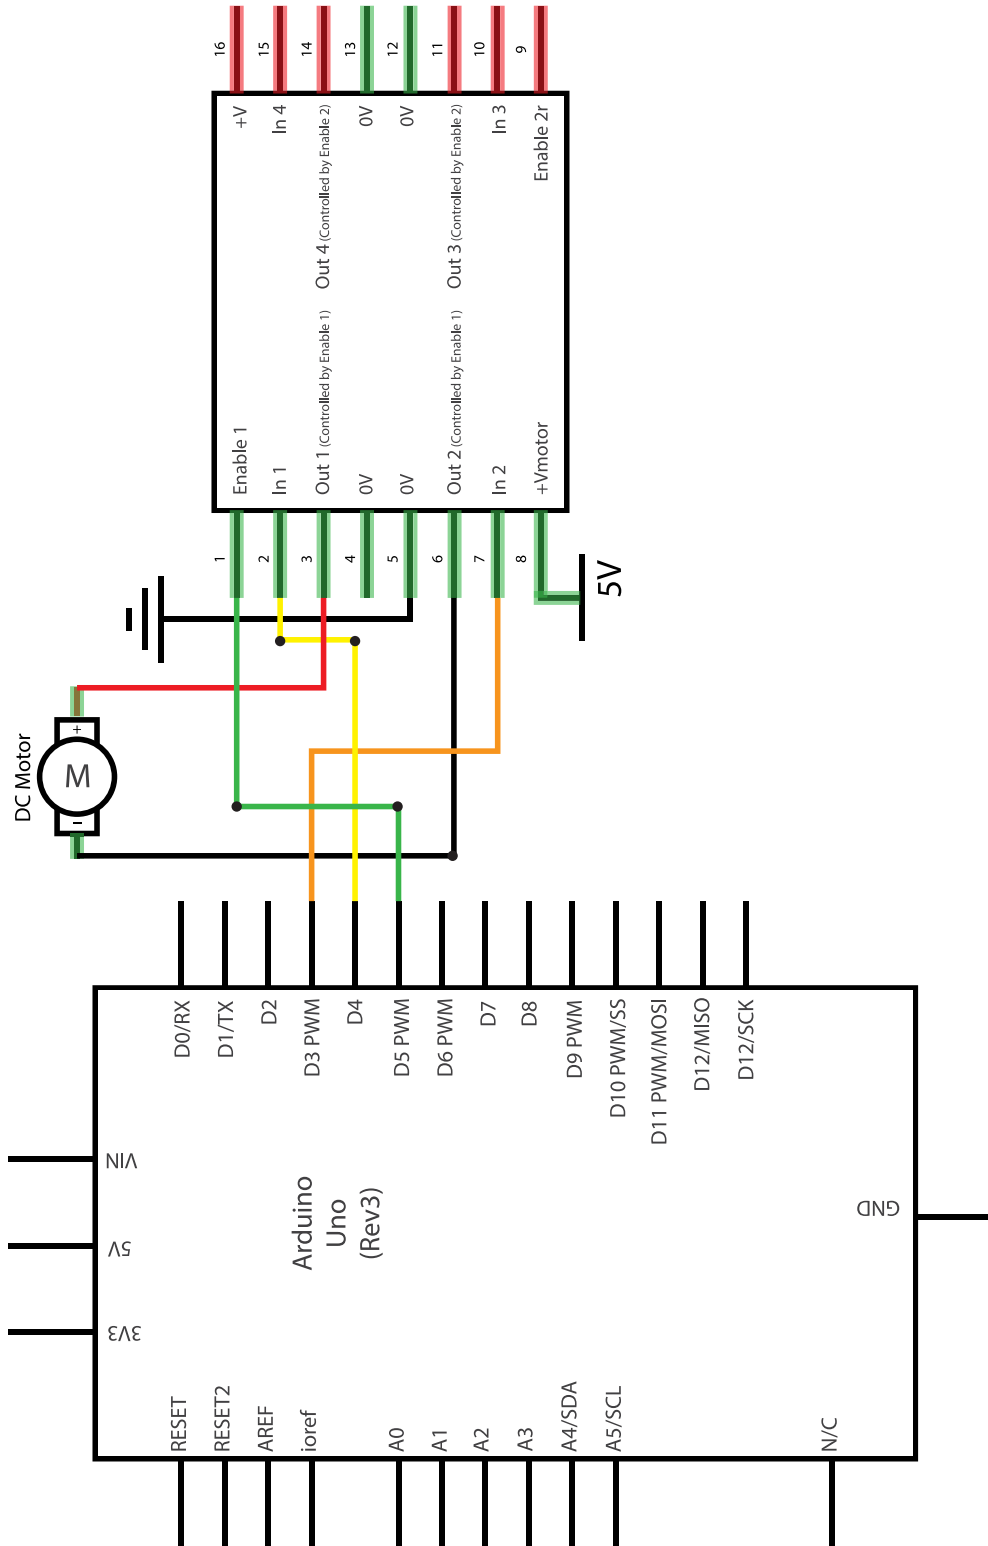 16
15
14
13
12
11
10
9
+V
In 4
Out 4 (Controlled by Enable 2)
0V
0V
Out 3 (Controlled by Enable 2)
In 3
Enable 2r
Enable 1
In 1
Out 1 (Controlled by Enable 1)
0V
0V
Out 2 (Controlled by Enable 1)
In 2
+Vmotor
1
2
3
4
5
6
7
8
5V
DC Motor
+
M
-
D0/RX
D1/TX
D2
D3 PWM
D4
D5 PWM
D6 PWM
D7
D8
D9 PWM
D10 PWM/SS
D11 PWM/MOSI
D12/MISO
D12/SCK
VIN
5V
3V3
Arduino
Uno
(Rev3)
GND
RESET
RESET2
AREF
ioref
A0
A1
A2
A3
A4/SDA
A5/SCL
N/C